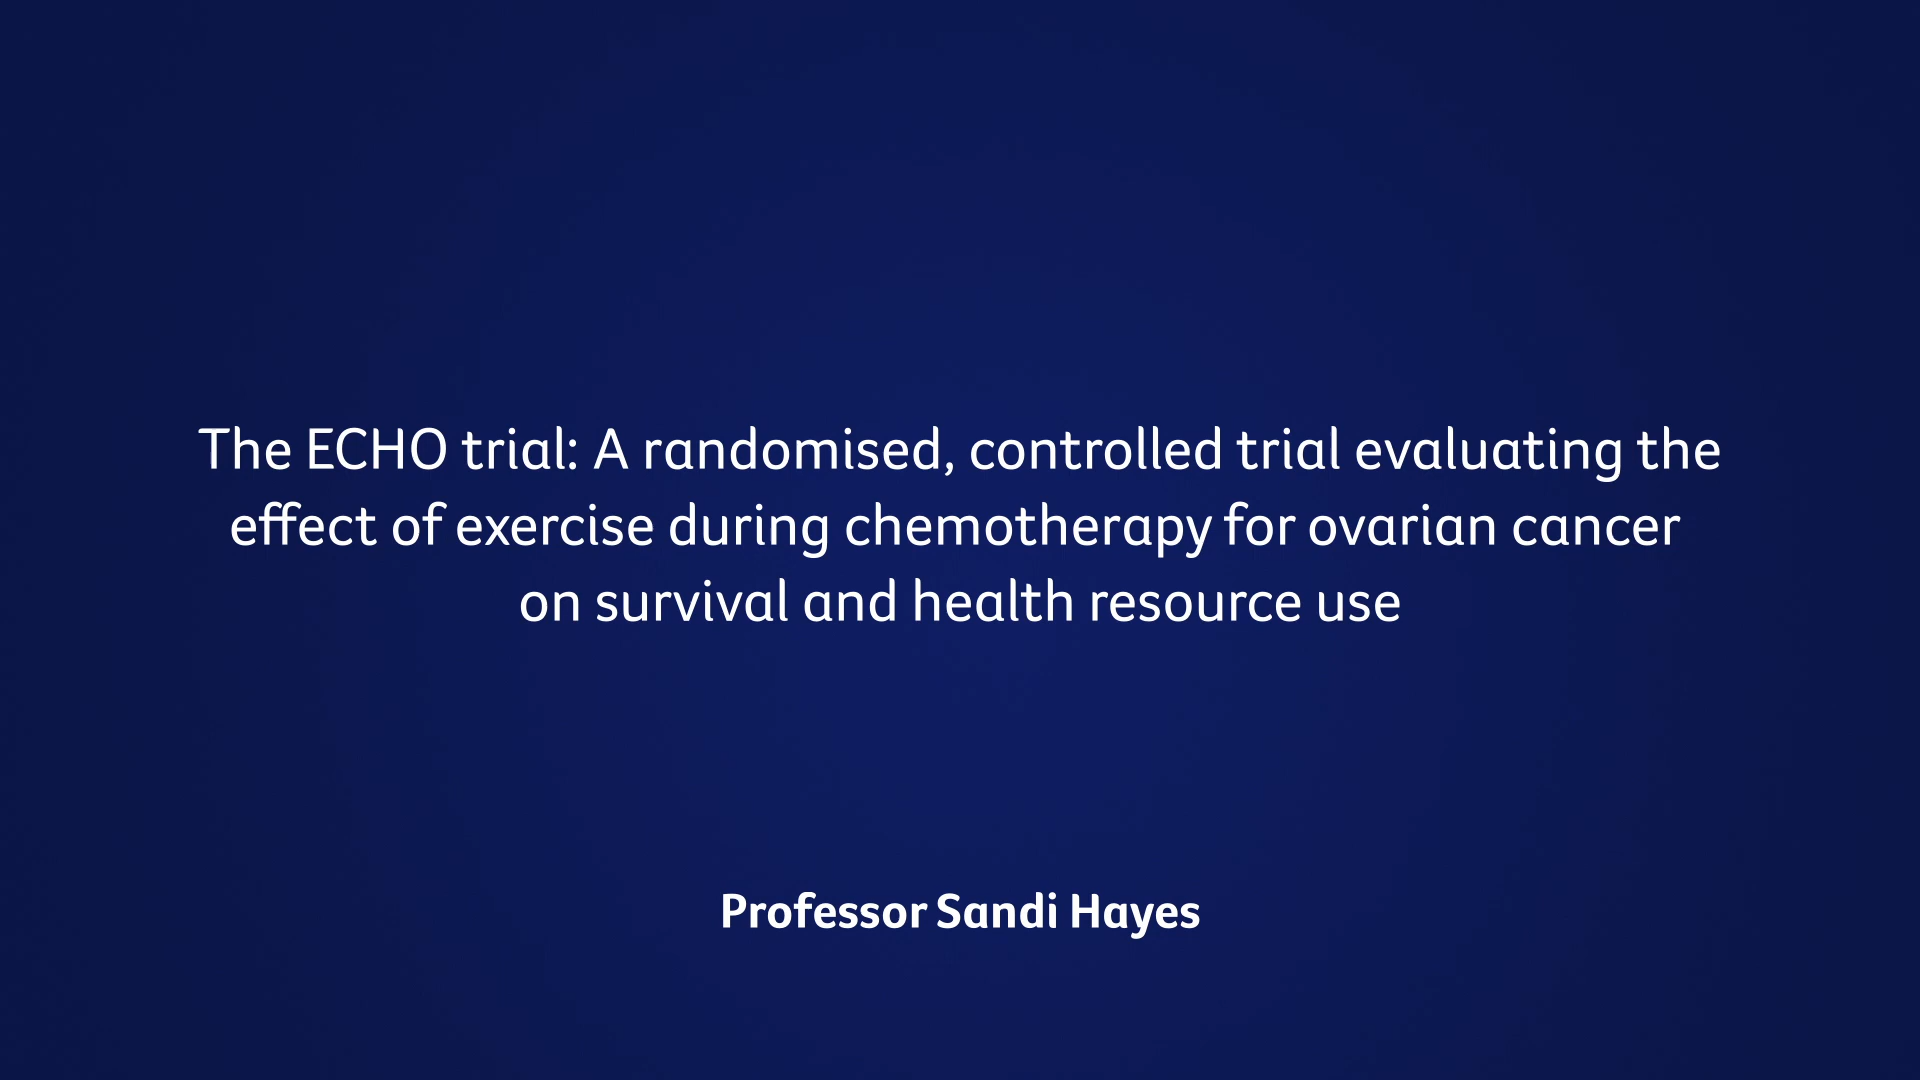 The ECHO trial: A randomised, controlled trial evaluating the
effect of exercise during chemotherapy for ovarian cancer
on survival and health resource use
Professor Sandi Hayes